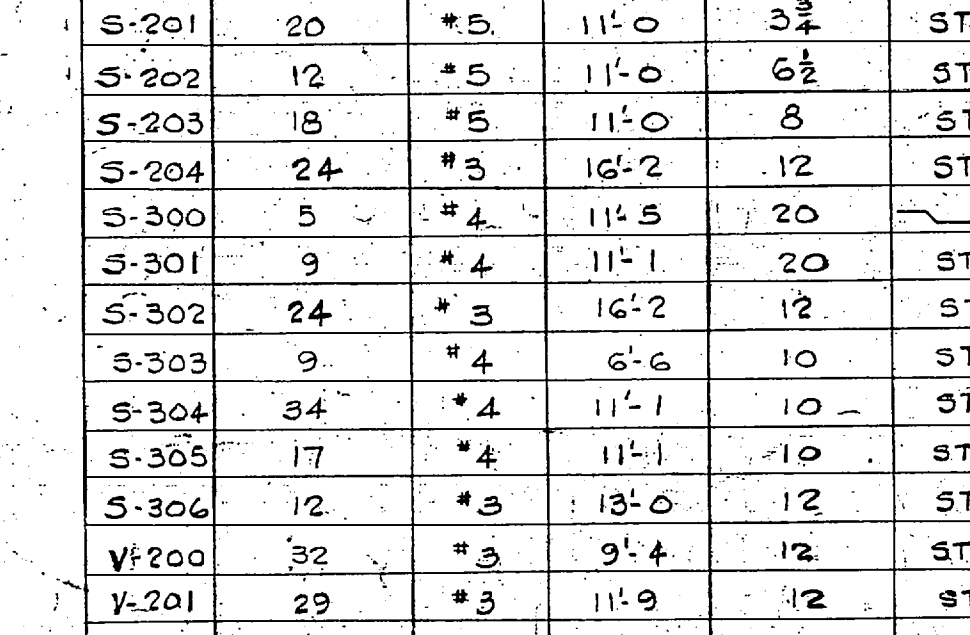 S-201 20 #5 11'-0 3 3/4 ST
S-202 12 #5 11'-0 6 1/2 ST
S-203 18 #5 11'-0 8 ST
S-204 24 #3 16'-2 12 ST
S-300 5 #4 11'-5 20
S-301 9 #4 11'-1 20 ST
S-302 24 #3 16'-2 12 ST
S-303 9 #4 6'-6 10 ST
S-304 34 #4 11'-1 10 ST
S-305 17 #4 11'-1 10 ST
S-306 12 #3 13'-0 12 ST
V-200 32 #3 9'-4 12 ST
V-201 29 #3 11'-9 12 ST